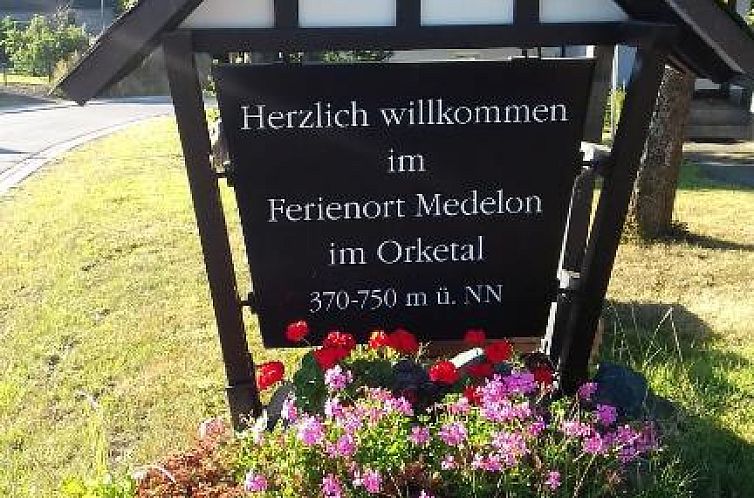 Herzlich willkommen
im
Ferienort Medelon
im Orketal
370-750 m ü. NN